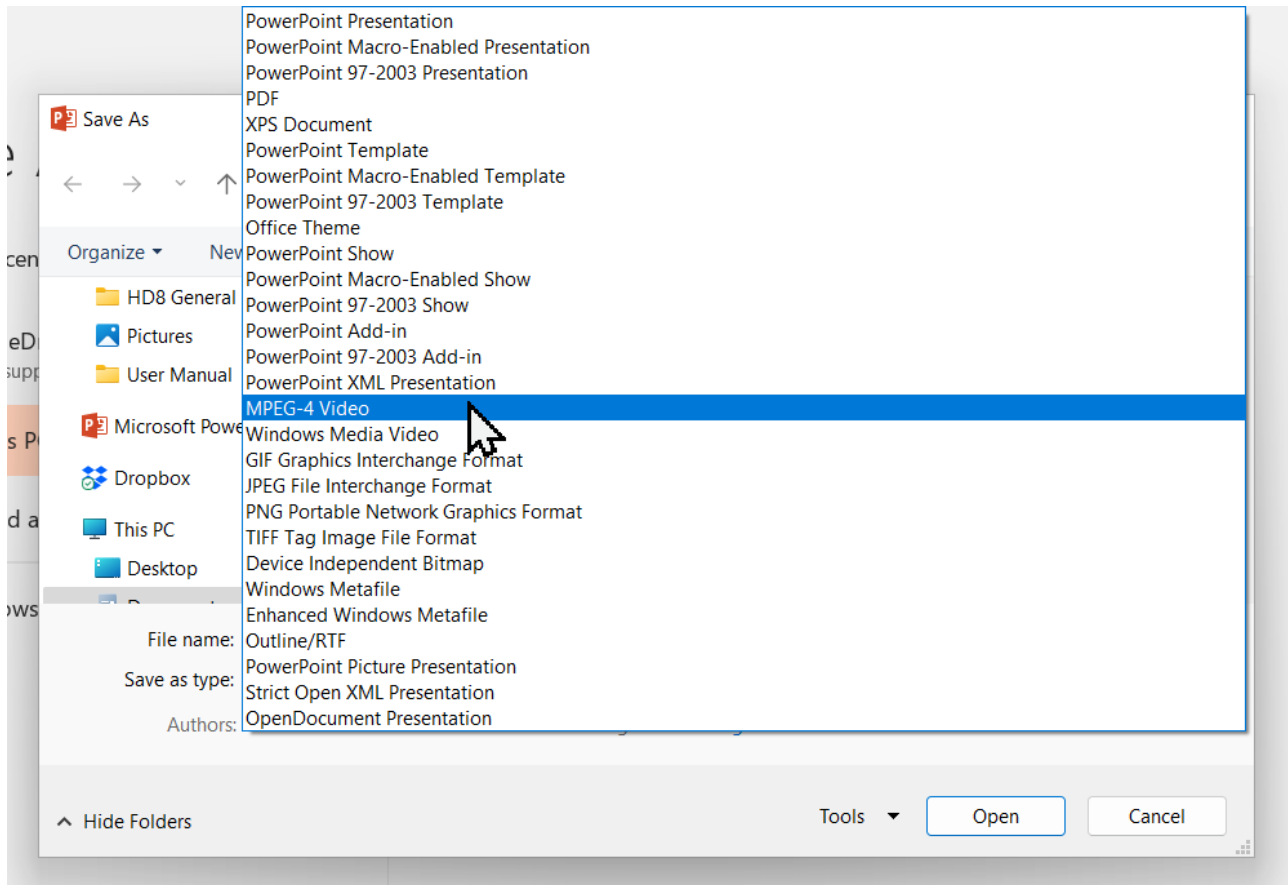 PowerPoint Presentation
PowerPoint Macro-Enabled Presentation
PowerPoint 97-2003 Presentation
PDF
Save As
XPS Document
PowerPoint Template
PowerPoint Macro-Enabled Template
PowerPoint 97-2003 Template
Office Theme
Organize
New
PowerPoint Show
PowerPoint Macro-Enabled Show
HD8 General
PowerPoint 97-2003 Show
PowerPoint Add-in
Pictures
PowerPoint 97-2003 Add-in
User Manual
PowerPoint XML Presentation
MPEG-4 Video
Microsoft Powe
Windows Media Video
GIF Graphics Interchange Format
Dropbox
JPEG File Interchange Format
PNG Portable Network Graphics Format
This PC
TIFF Tag Image File Format
Desktop
Device Independent Bitmap
Windows Metafile
Enhanced Windows Metafile
File name:
Outline/RTF
PowerPoint Picture Presentation
Save as type:
Strict Open XML Presentation
Authors:
OpenDocument Presentation
Hide Folders
Tools
Open
Cancel